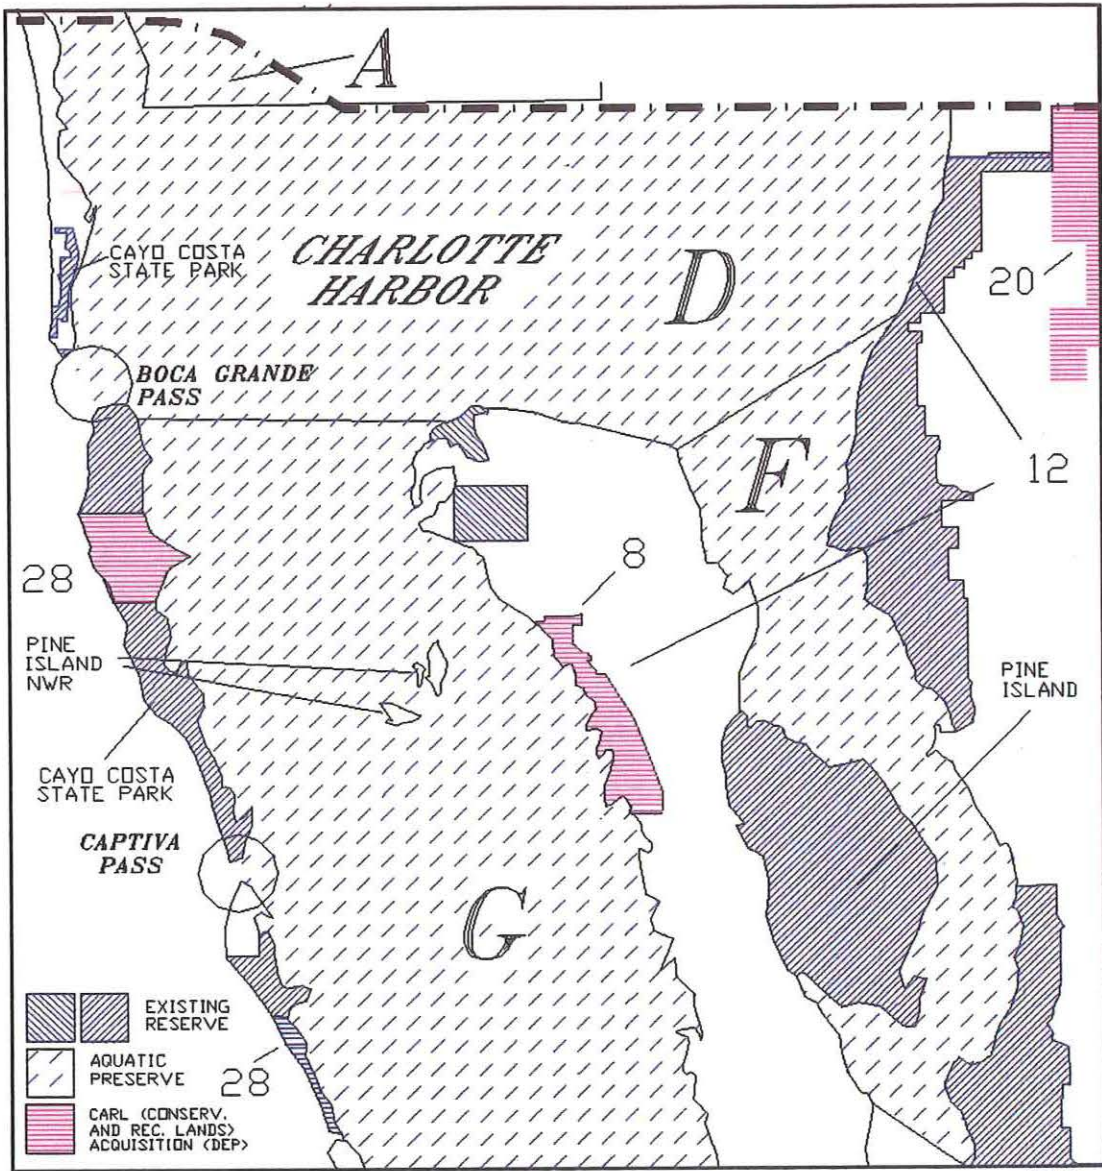 A
CAYO COSTA
STATE PARK
CHARLOTTE
HARBOR
D
20
BOCA GRANDE
PASS
F
12
28
8
PINE
ISLAND
NWR
PINE
ISLAND
CAYO COSTA
STATE PARK
CAPTIVA
PASS
G
EXISTING
RESERVE
AQUATIC
PRESERVE
28
CARL (CONSERV.
AND REC. LANDS)
ACQUISITION (DEP)